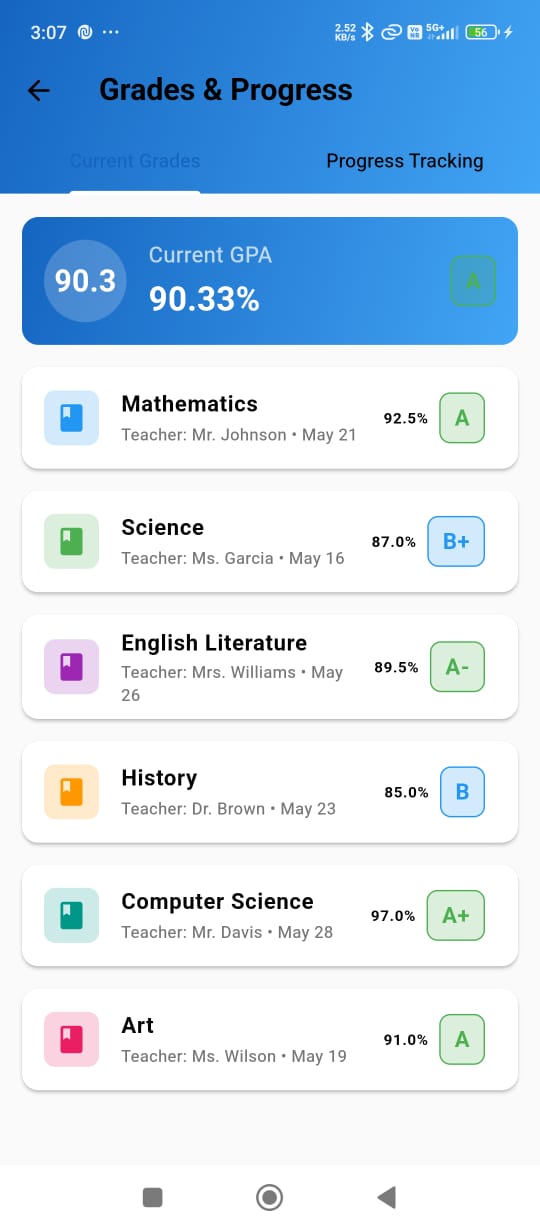 3:07
2.52
KB/s
Vo
NR
5G+
56
Grades & Progress
Current Grades
Progress Tracking
90.3
Current GPA
90.33%
A
Mathematics
Teacher: Mr. Johnson • May 21
92.5%
A
Science
Teacher: Ms. Garcia • May 16
87.0%
B+
English Literature
Teacher: Mrs. Williams • May
26
89.5%
A-
History
Teacher: Dr. Brown • May 23
85.0%
B
Computer Science
Teacher: Mr. Davis • May 28
97.0%
A+
Art
Teacher: Ms. Wilson • May 19
91.0%
A